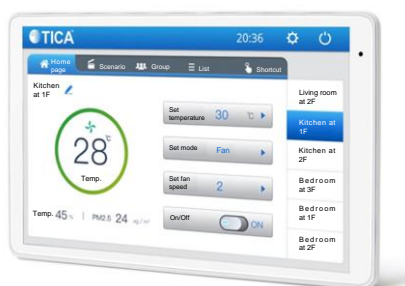 TICA
20:36
Home page
Scenario
Group
List
Shortcut
Kitchen at 1F
28 °C
Temp.
Temp. 45 % | PM2.5 24 ug / m³
Set temperature 30 °C
Set mode Fan
Set fan speed 2
On/Off ON
Living room at 2F
Kitchen at 1F
Kitchen at 2F
Bedroom at 3F
Bedroom at 1F
Bedroom at 2F